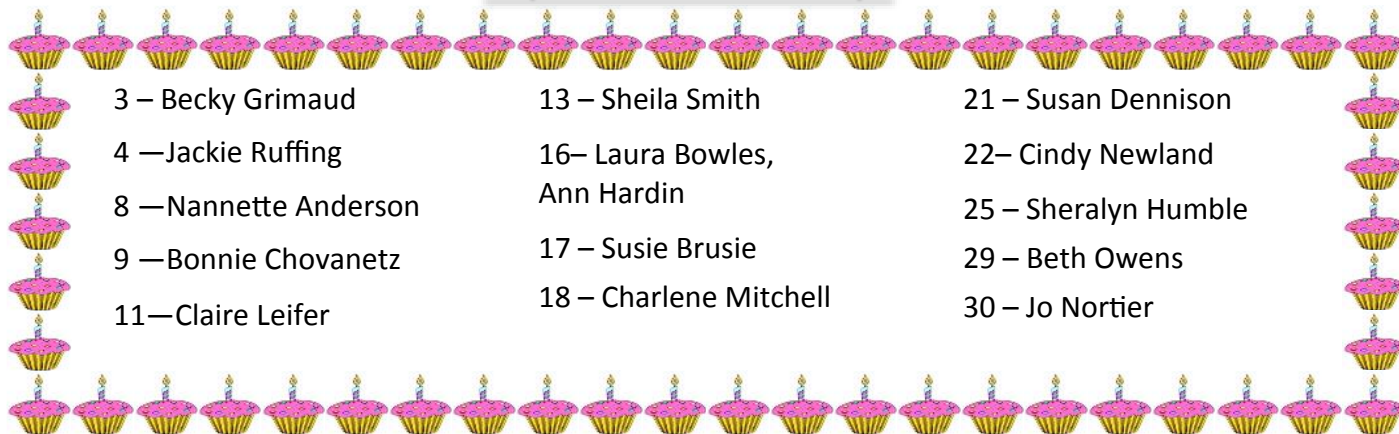 3 – Becky Grimaud
4 —Jackie Ruffing
8 —Nannette Anderson
9 —Bonnie Chovanetz
11—Claire Leifer
13 – Sheila Smith
16– Laura Bowles,
Ann Hardin
17 – Susie Brusie
18 – Charlene Mitchell
21 – Susan Dennison
22– Cindy Newland
25 – Sheralyn Humble
29 – Beth Owens
30 – Jo Nortier